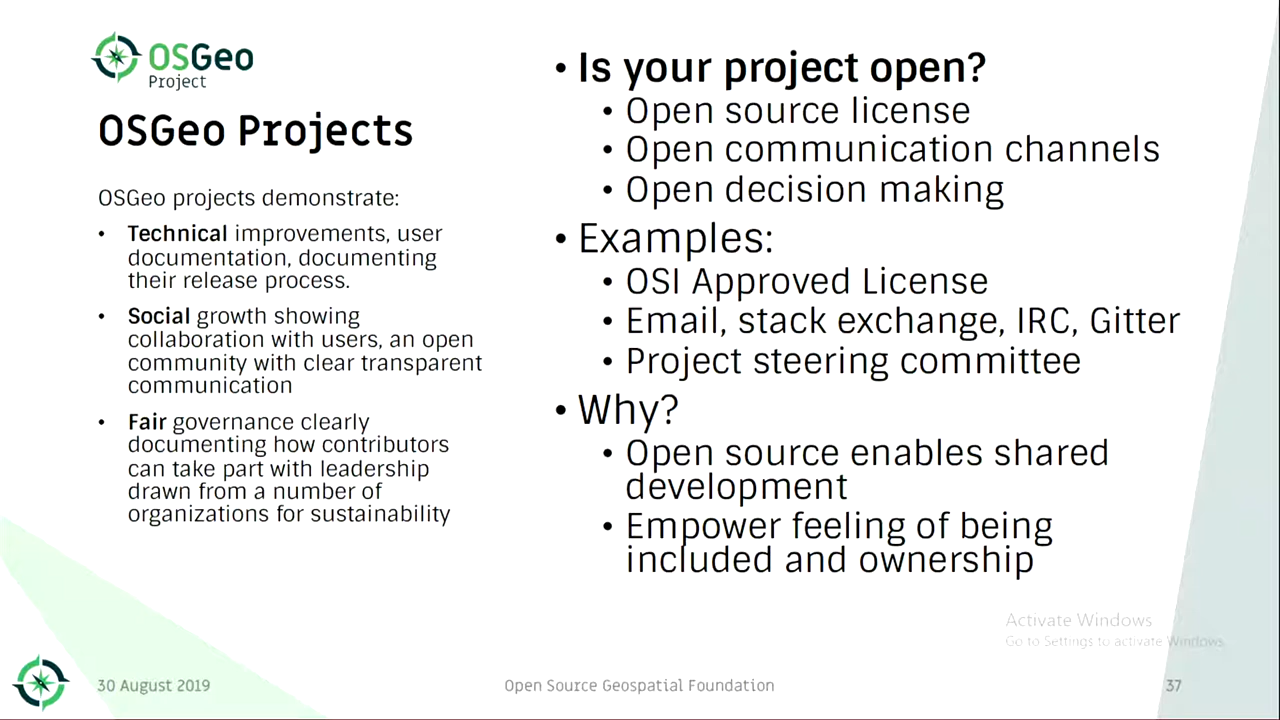 OSGeo
Project
OSGeo Projects
OSGeo projects demonstrate:
• Technical improvements, user
documentation, documenting
their release process.
• Social growth showing
collaboration with users, an open
community with clear transparent
communication
• Fair governance clearly
documenting how contributors
can take part with leadership
drawn from a number of
organizations for sustainability
• Is your project open?
• Open source license
• Open communication channels
• Open decision making
• Examples:
• OSI Approved License
• Email, stack exchange, IRC, Gitter
• Project steering committee
• Why?
• Open source enables shared
development
• Empower feeling of being
included and ownership
Activate Windows
Go to Settings to activate Windows.
30 August 2019
Open Source Geospatial Foundation
37